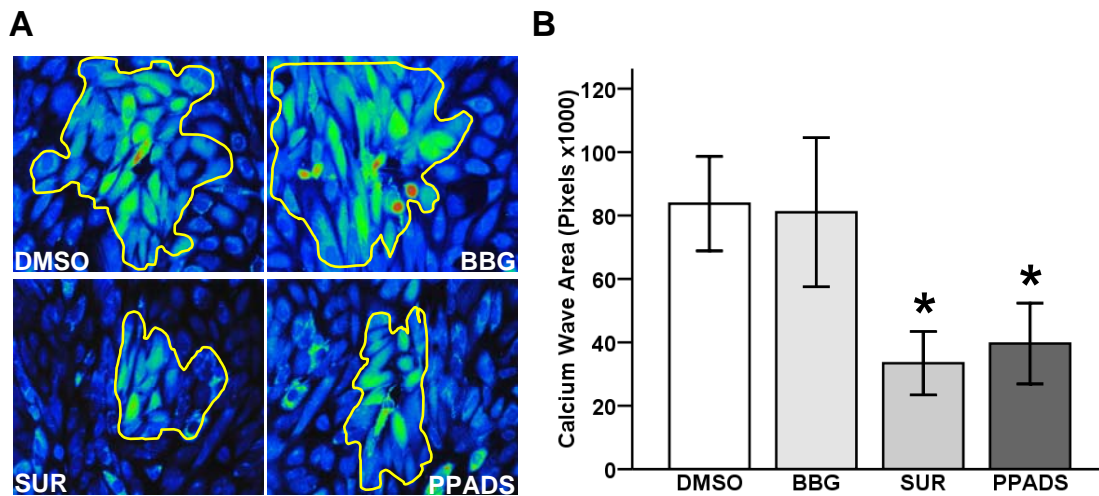 A
DMSO
BBG
SUR
PPADS
B
Calcium Wave Area (Pixels x1000)
120
100
80
60
40
20
0
*
*
DMSO BBG SUR PPADS